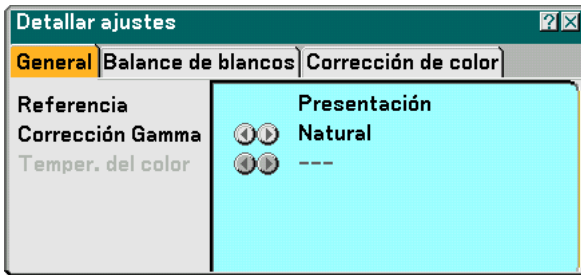 Detallar ajustes ?
General Balance de blancos Corrección de color
Referencia Presentación
Corrección Gamma Natural
Temper. del color ---